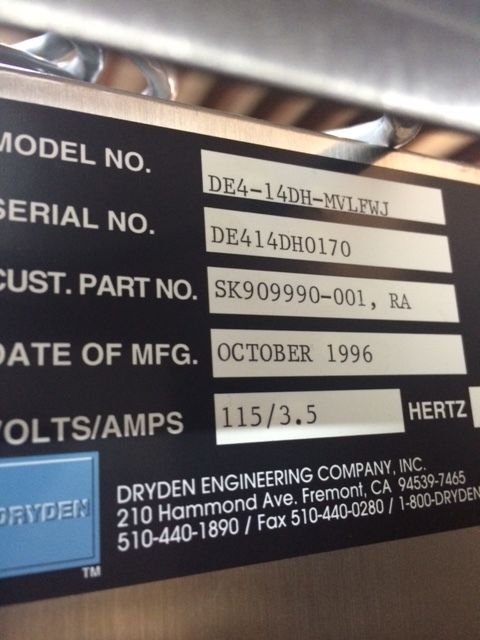 MODEL NO. DE4-14DH-MVLFWJ
SERIAL NO. DE414DH0170
CUST. PART NO. SK909990-001, RA
DATE OF MFG. OCTOBER 1996
VOLTS/AMPS 115/3.5 HERTZ
DRYDEN
TM
DRYDEN ENGINEERING COMPANY, INC.
210 Hammond Ave. Fremont, CA 94539-7465
510-440-1890 / Fax 510-440-0280 / 1-800-DRYDEN